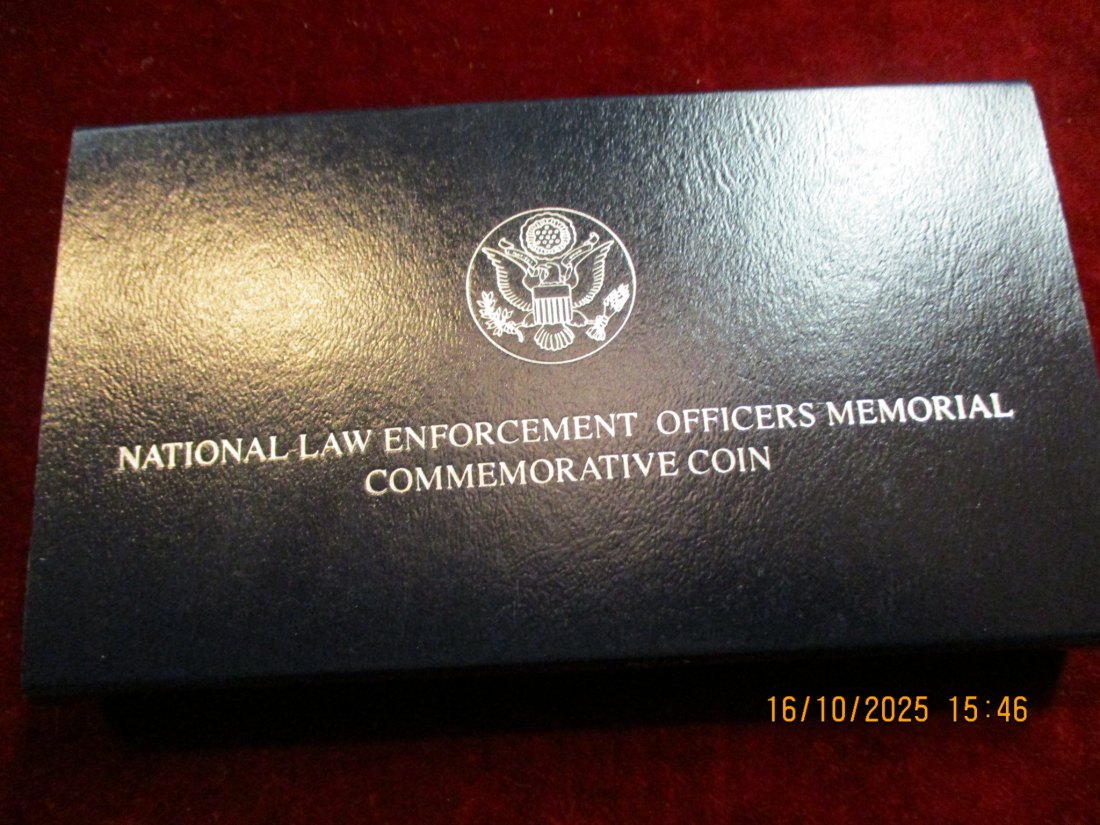 NATIONAL LAW ENFORCEMENT OFFICERS MEMORIAL
COMMEMORATIVE COIN
16/10/2025 15:46